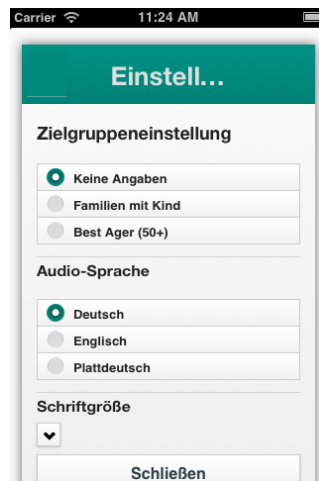 Carrier 11:24 AM
Einstell...
Zielgruppeneinstellung
Keine Angaben
Familien mit Kind
Best Ager (50+)
Audio-Sprache
Deutsch
Englisch
Plattdeutsch
Schriftgröße
Schließen